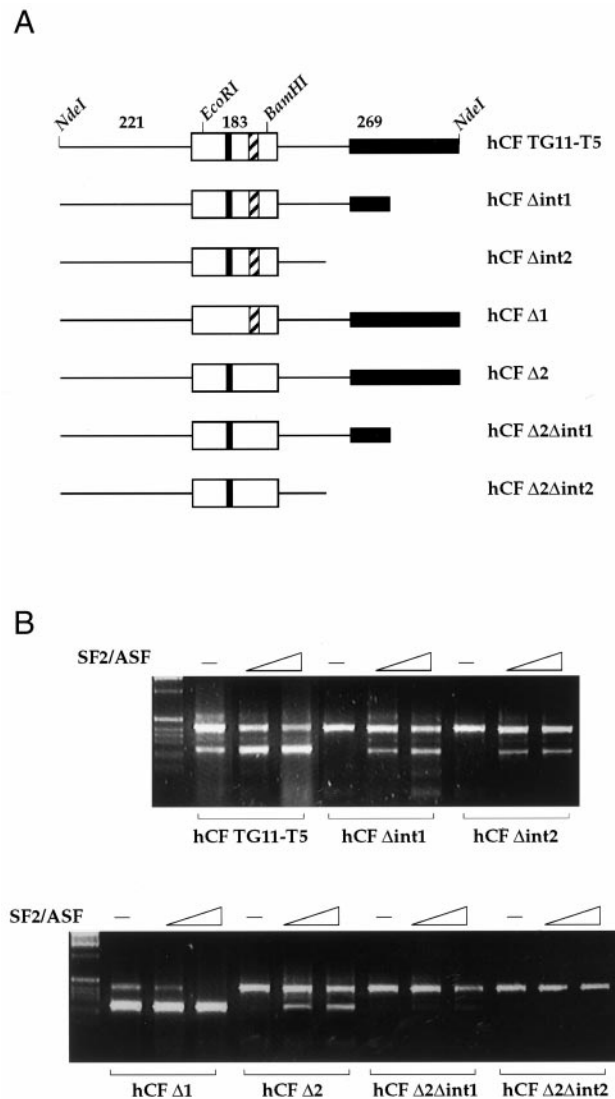 A
NdeI EcoRI BamHI NdeI
221 183 269
hCF TG11-T5
hCF Δint1
hCF Δint2
hCF Δ1
hCF Δ2
hCF Δ2Δint1
hCF Δ2Δint2
B
SF2/ASF – – –
hCF TG11-T5 hCF Δint1 hCF Δint2
SF2/ASF – – – –
hCF Δ1 hCF Δ2 hCF Δ2Δint1 hCF Δ2Δint2